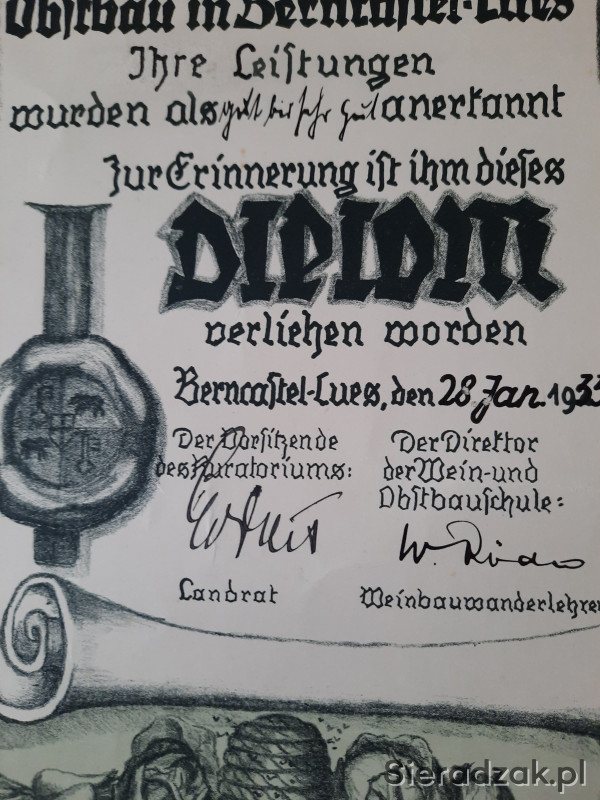 Obstbau in Berncastel-Cues
Ihre Leistungen
wurden als gut bis sehr gut anerkannt
Zur Erinnerung ist ihm dieses
DIPLOM
verliehen worden
Berncastel-Cues, den 28. Jan. 1933
Der Vorsitzende
des Kuratoriums:
Landrat
Der Direktor
der Wein- und
Obstbauschule:
W.
Weinbauwanderlehrer
Sieradzak.pl